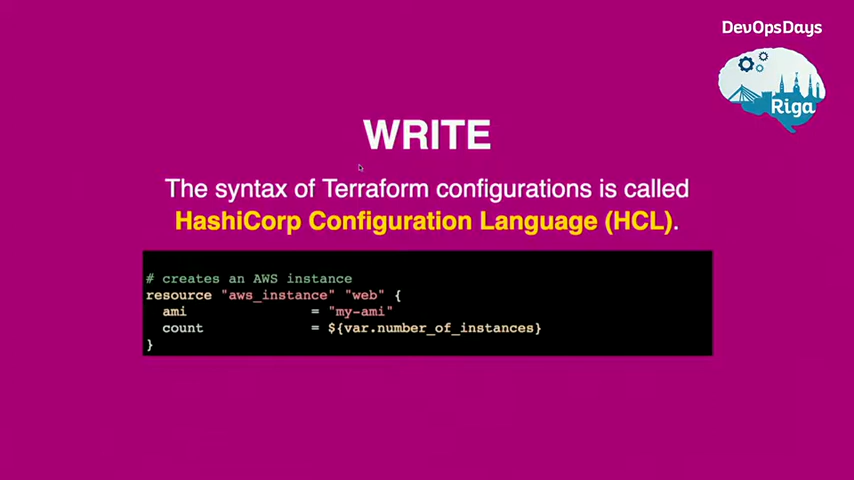 DevOpsDays
Riga
WRITE
The syntax of Terraform configurations is called
HashiCorp Configuration Language (HCL).
# creates an AWS instance
resource "aws_instance" "web" {
  ami                = "my-ami"
  count              = ${var.number_of_instances}
}